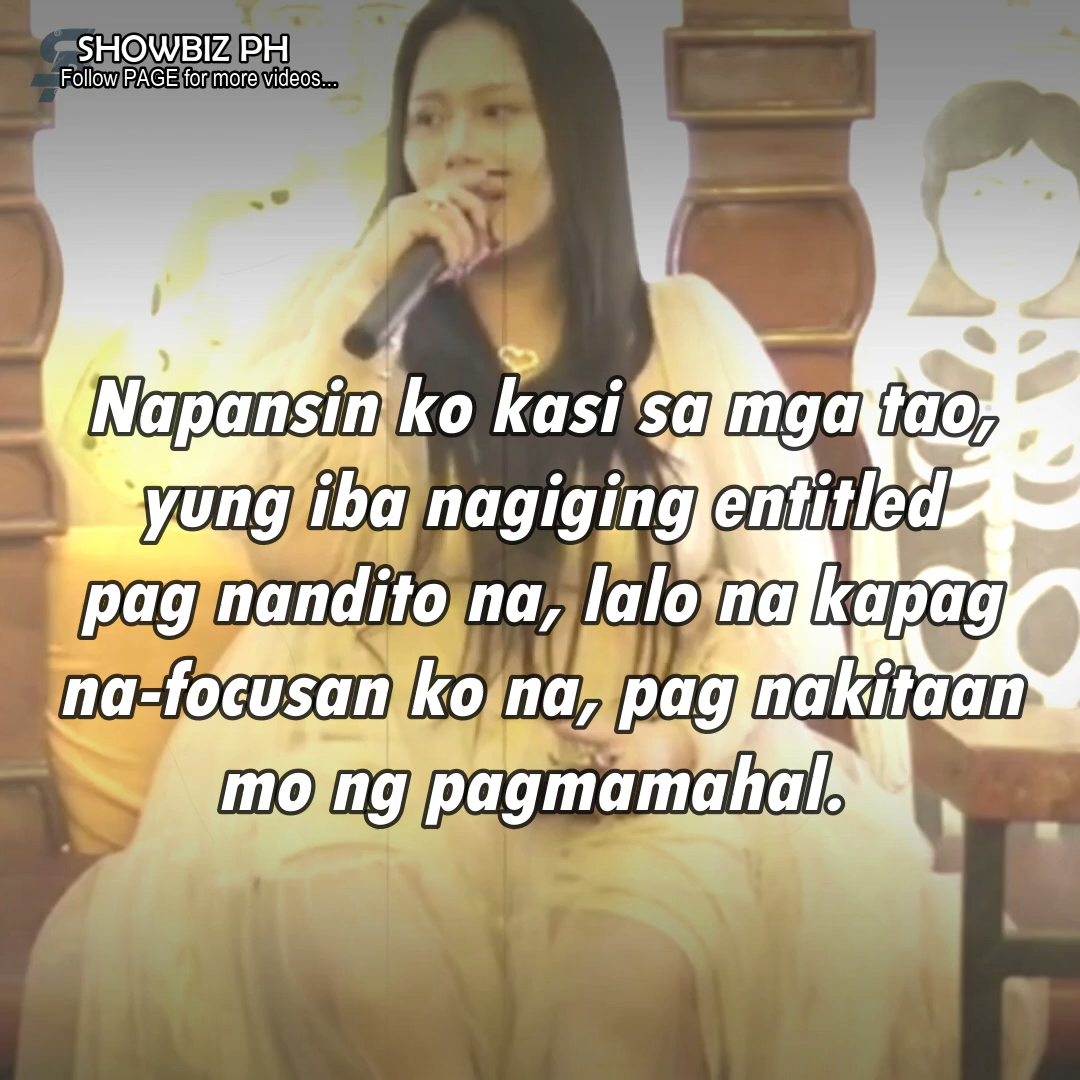 SHOWBIZ PH
Follow PAGE for more videos...
Napansin ko kasi sa mga tao,
yung iba nagiging entitled
pag nandito na, lalo na kapag
na-focusan ko na, pag nakitaan
mo ng pagmamahal.